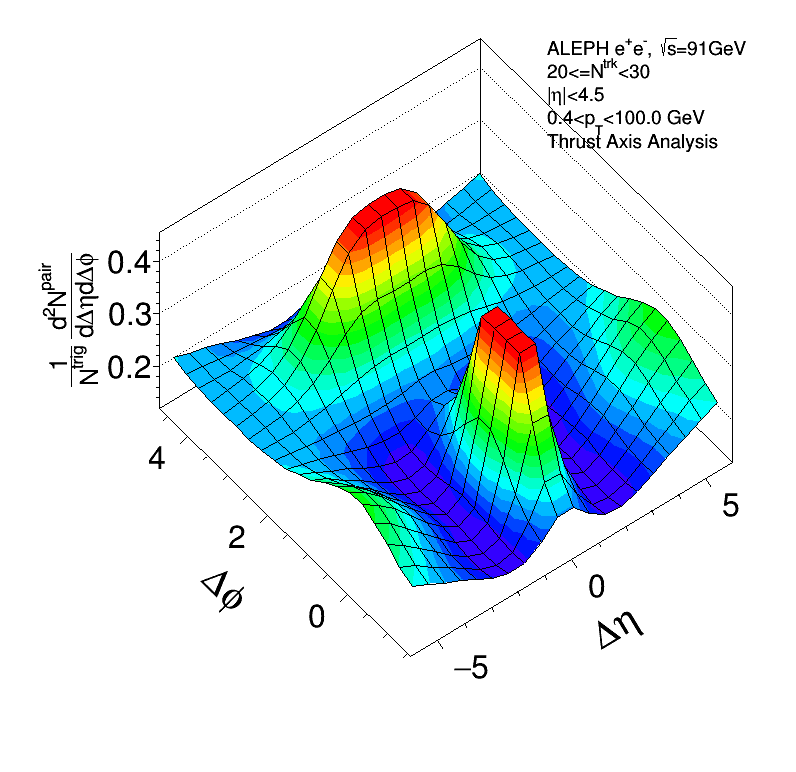 ALEPH e⁺e⁻, √s=91GeV
20<=Nᵗʳᵏ<30
|η|<4.5
0.4<p_T<100.0 GeV
Thrust Axis Analysis
1/N^trig d²N^pair/dΔηdΔφ
0.4
0.3
0.2
4
2
0
Δφ
−5
0
5
Δη